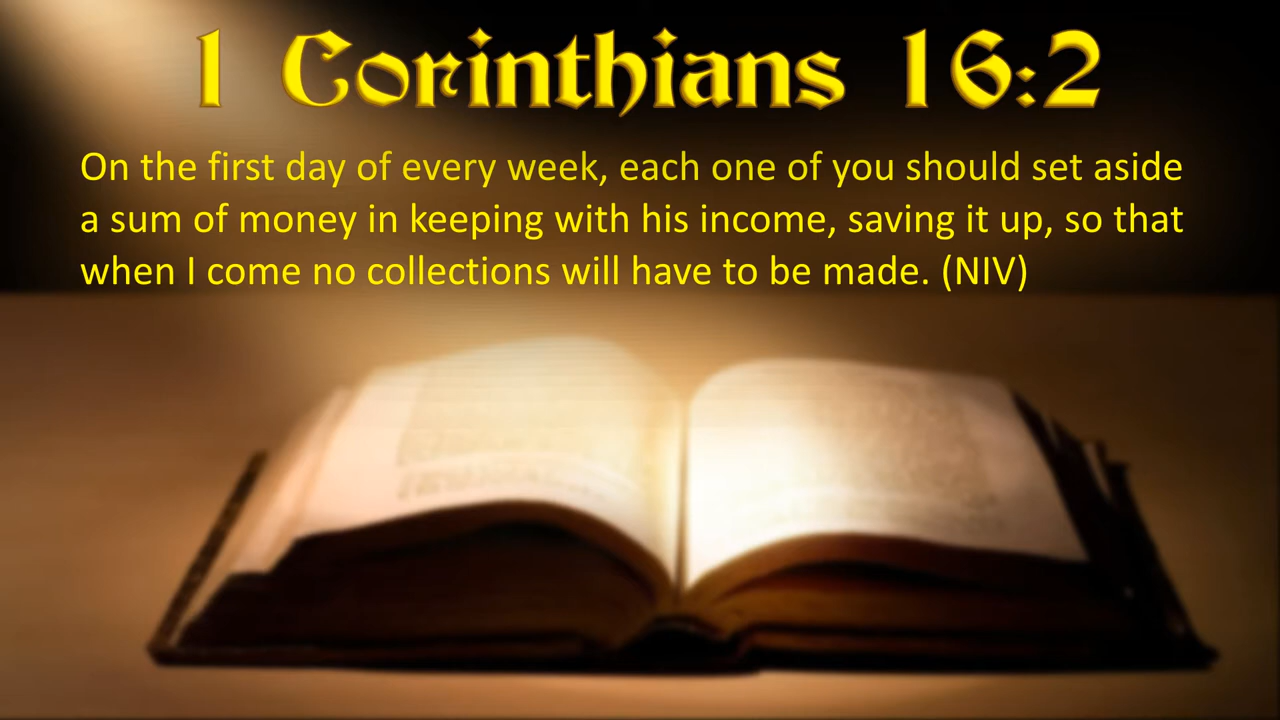 1 Corinthians 16:2
On the first day of every week, each one of you should set aside
a sum of money in keeping with his income, saving it up, so that
when I come no collections will have to be made. (NIV)